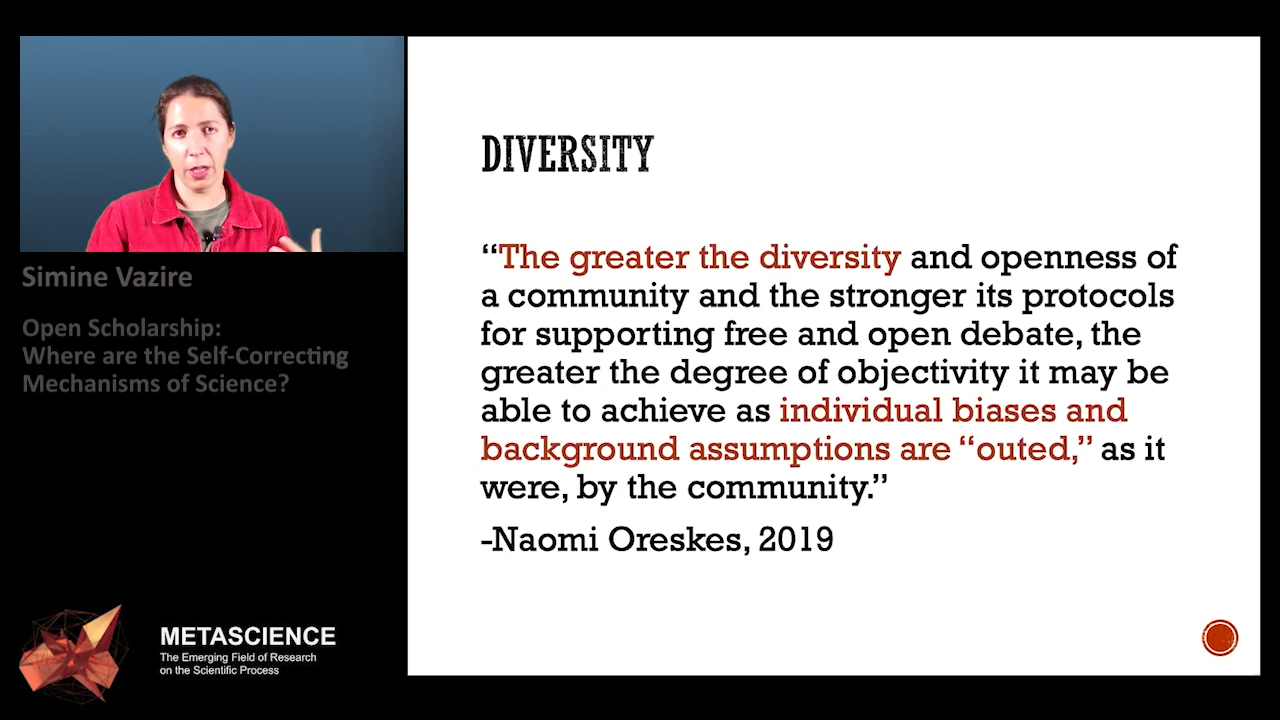 Simine Vazire
Open Scholarship:
Where are the Self-Correcting
Mechanisms of Science?
METASCIENCE
The Emerging Field of Research
on the Scientific Process
DIVERSITY
“The greater the diversity and openness of
a community and the stronger its protocols
for supporting free and open debate, the
greater the degree of objectivity it may be
able to achieve as individual biases and
background assumptions are “outed,” as it
were, by the community.”
-Naomi Oreskes, 2019